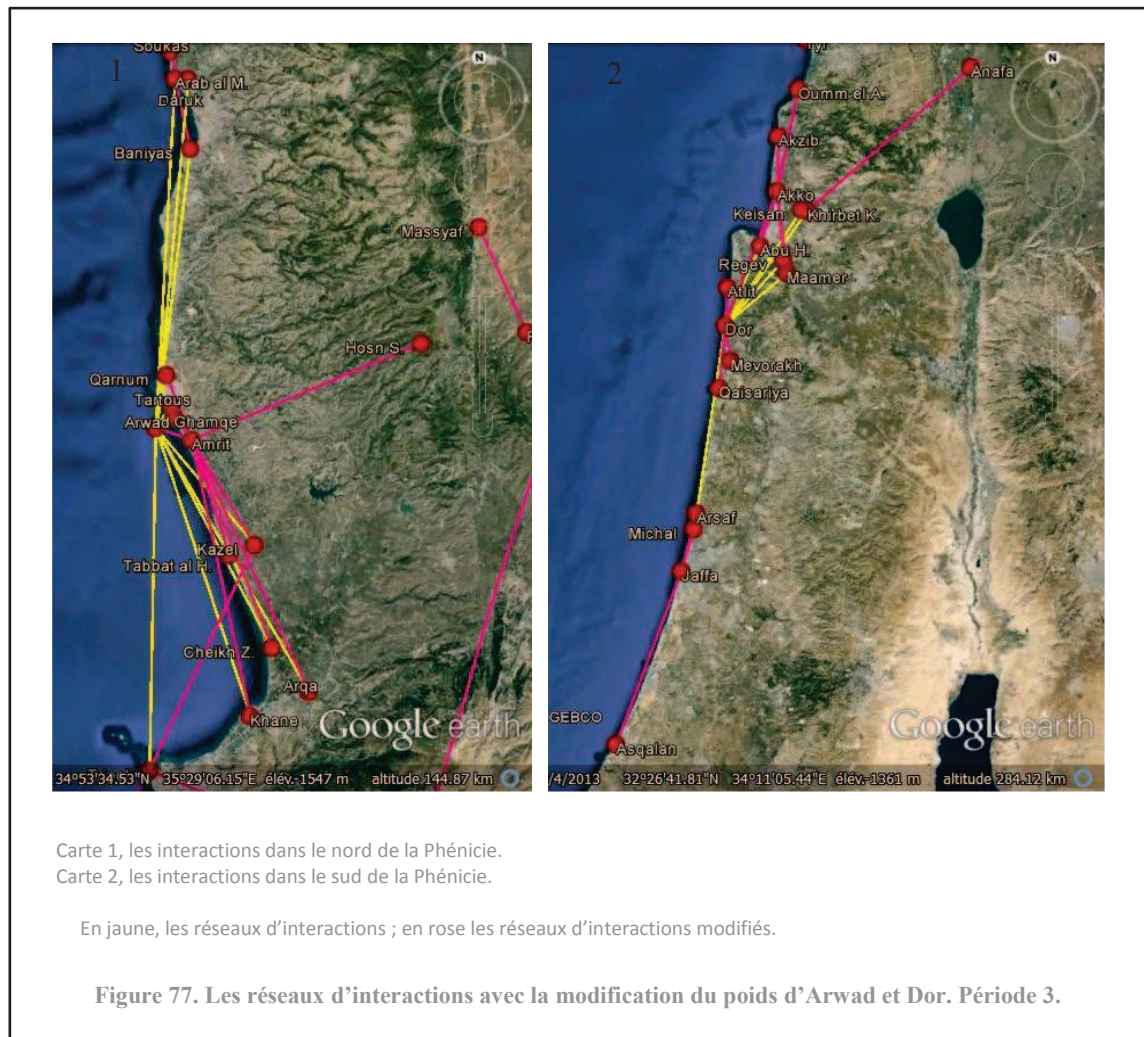 1
Soukas
Arab al M.
Daruk
Baniyas
Massyaf
Hosn S.
Qarnum
Tartous
Arwad Ghamqe
Amrit
Kazel
Tabbat al H.
Cheikh Z.
Arqa
Khane
Google earth
34°53'34.53"N 35°29'06.15"E élév.-1547 m altitude 144.87 km
N
2
Tyr
Anafa
Oumm el A.
Akzib
Akko
Keisan
Khirbet K.
Abu H.
Regev
Maamer
Atlit
Dor
Mevorakh
Qaisariya
Arsaf
Michal
Jaffa
Asqalan
GEBCO
Google earth
/4/2013 32°26'41.81"N 34°11'05.44"E élév.-1361 m altitude 284.12 km
N
Carte 1, les interactions dans le nord de la Phénicie.
Carte 2, les interactions dans le sud de la Phénicie.
En jaune, les réseaux d’interactions ; en rose les réseaux d’interactions modifiés.
Figure 77. Les réseaux d’interactions avec la modification du poids d’Arwad et Dor. Période 3.